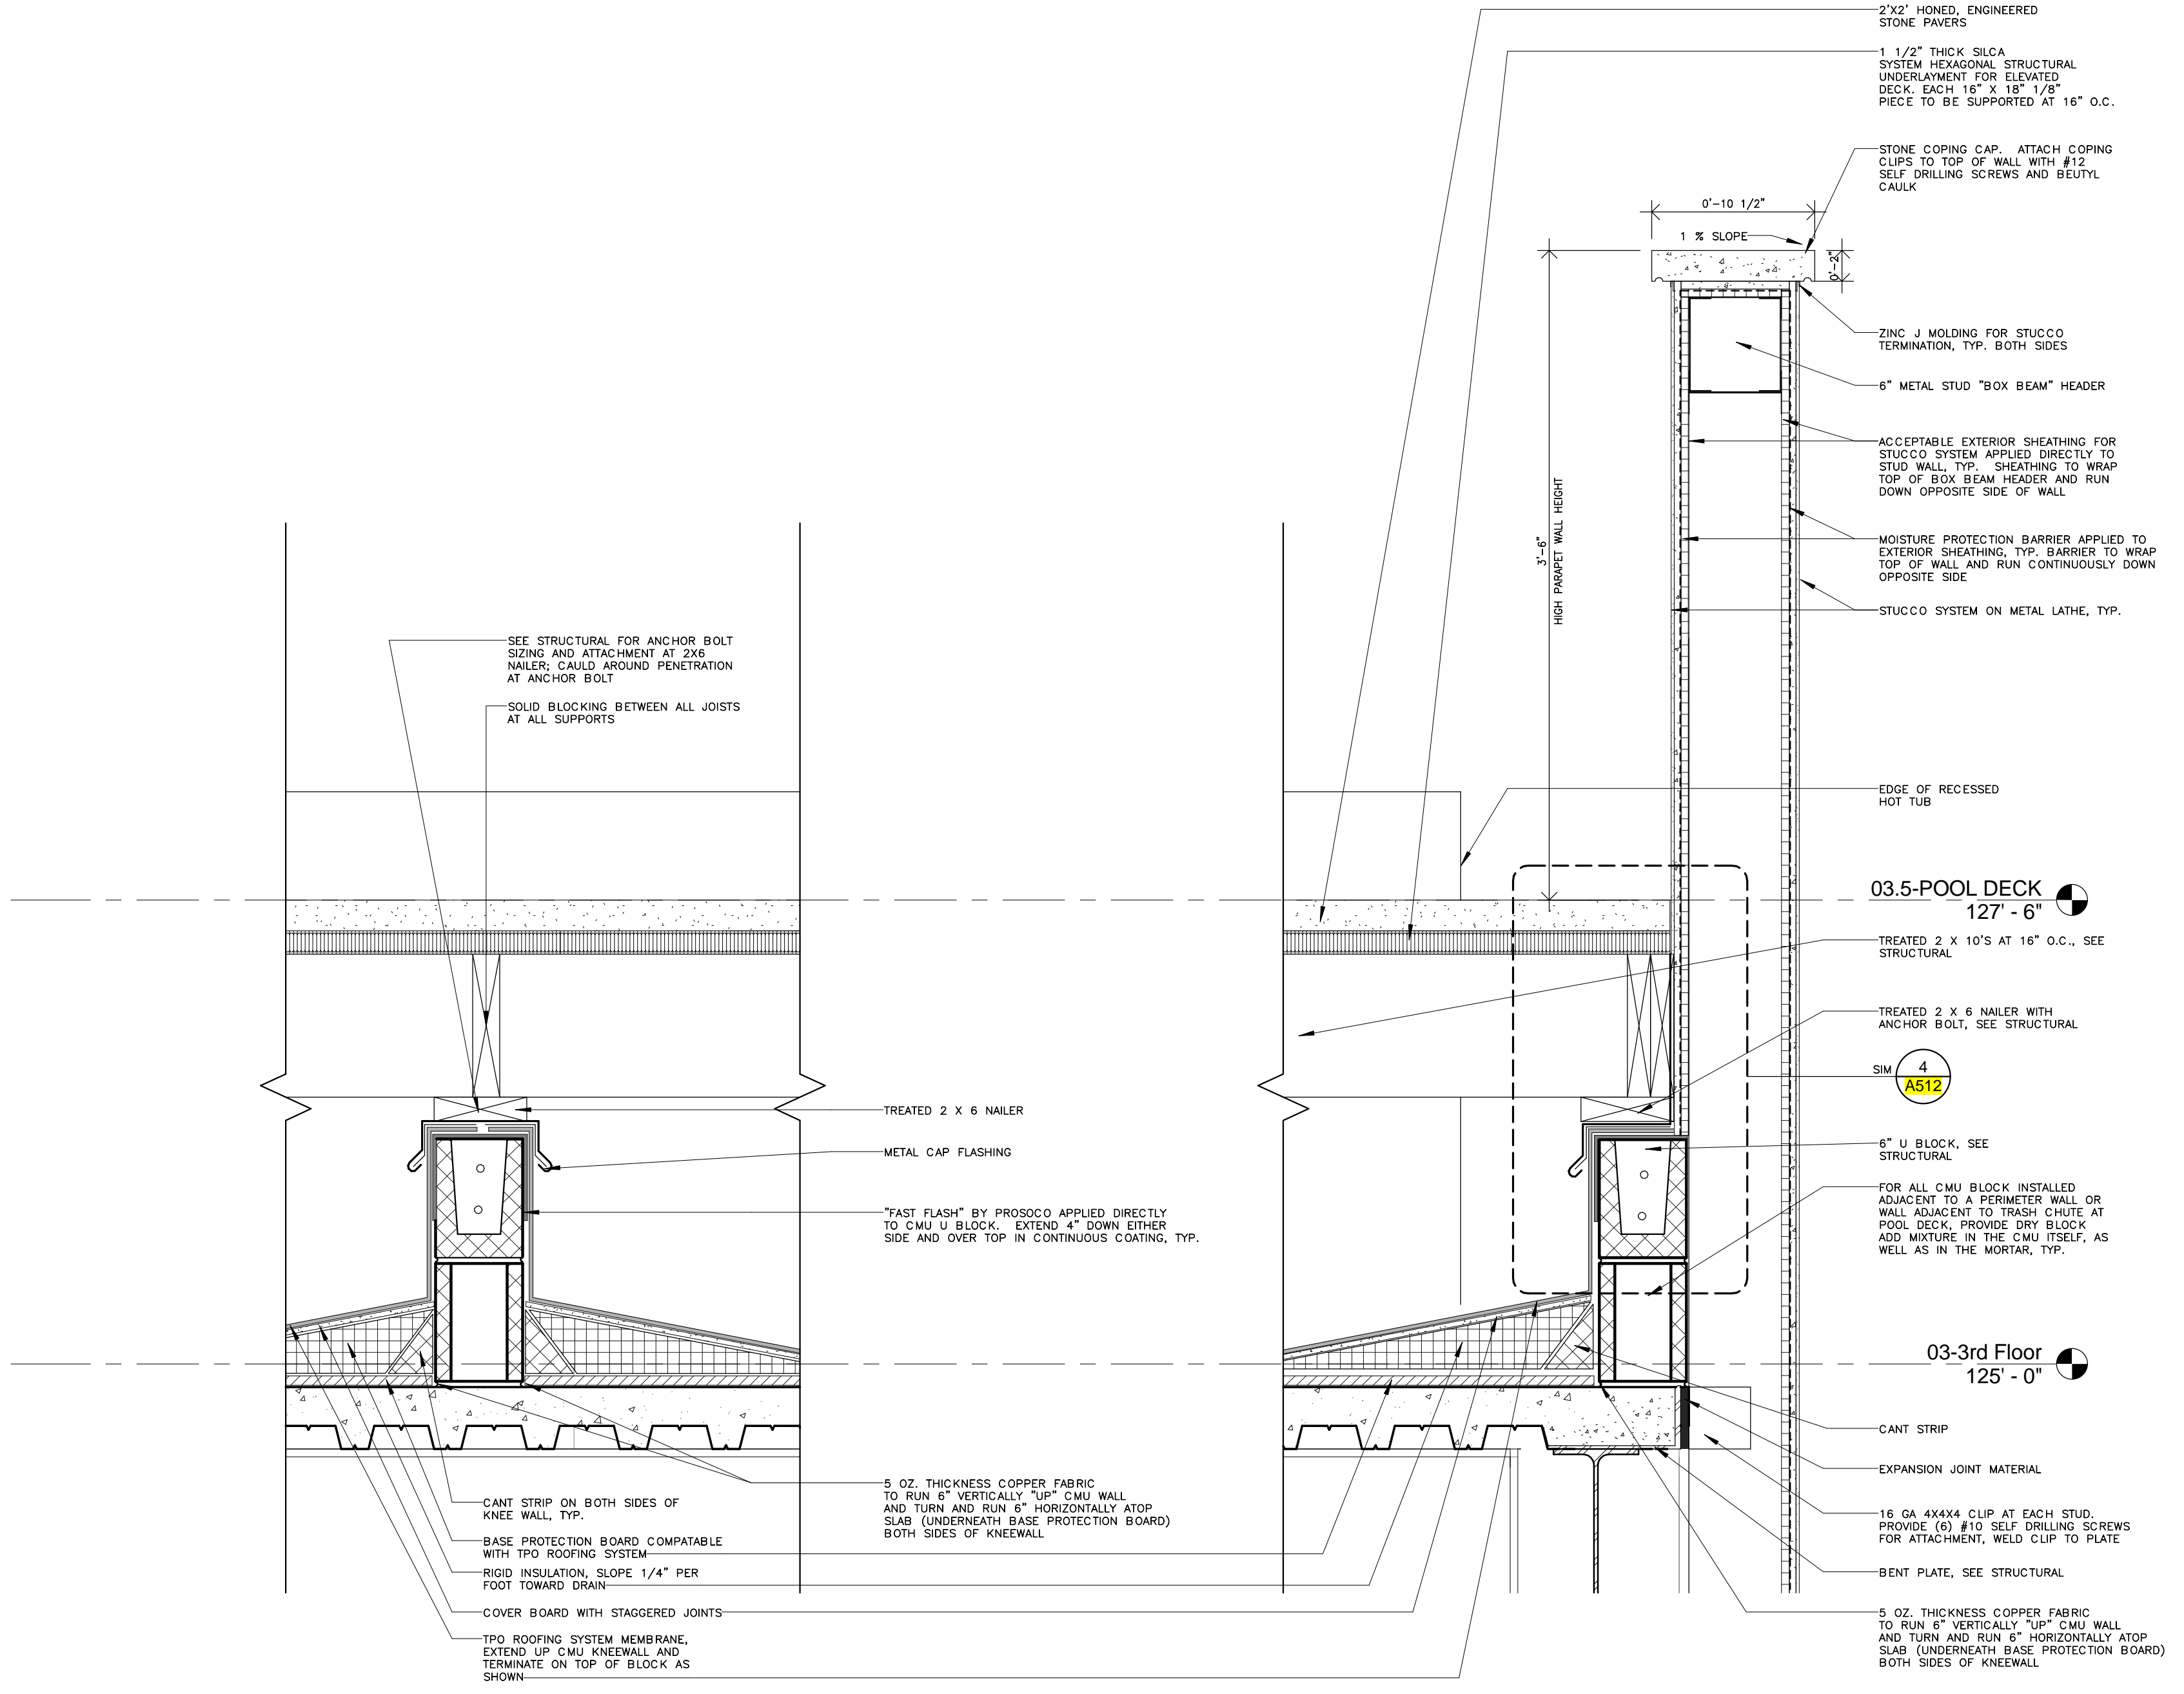 2'X2' HONED, ENGINEERED
STONE PAVERS
1 1/2" THICK SILCA
SYSTEM HEXAGONAL STRUCTURAL
UNDERLAYMENT FOR ELEVATED
DECK. EACH 16" X 18" 1/8"
PIECE TO BE SUPPORTED AT 16" O.C.
STONE COPING CAP. ATTACH COPING
CLIPS TO TOP OF WALL WITH #12
SELF DRILLING SCREWS AND BEUTYL
CAULK
0'-10 1/2"
1 % SLOPE
0'-2"
ZINC J MOLDING FOR STUCCO
TERMINATION, TYP. BOTH SIDES
6" METAL STUD "BOX BEAM" HEADER
ACCEPTABLE EXTERIOR SHEATHING FOR
STUCCO SYSTEM APPLIED DIRECTLY TO
STUD WALL, TYP. SHEATHING TO WRAP
TOP OF BOX BEAM HEADER AND RUN
DOWN OPPOSITE SIDE OF WALL
3'-6"
HIGH PARAPET WALL HEIGHT
MOISTURE PROTECTION BARRIER APPLIED TO
EXTERIOR SHEATHING, TYP. BARRIER TO WRAP
TOP OF WALL AND RUN CONTINUOUSLY DOWN
OPPOSITE SIDE
STUCCO SYSTEM ON METAL LATHE, TYP.
SEE STRUCTURAL FOR ANCHOR BOLT
SIZING AND ATTACHMENT AT 2X6
NAILER; CAULD AROUND PENETRATION
AT ANCHOR BOLT
SOLID BLOCKING BETWEEN ALL JOISTS
AT ALL SUPPORTS
EDGE OF RECESSED
HOT TUB
03.5-POOL DECK
127' - 6"
TREATED 2 X 10'S AT 16" O.C., SEE
STRUCTURAL
TREATED 2 X 6 NAILER WITH
ANCHOR BOLT, SEE STRUCTURAL
SIM
4
A512
TREATED 2 X 6 NAILER
METAL CAP FLASHING
6" U BLOCK, SEE
STRUCTURAL
"FAST FLASH" BY PROSOCO APPLIED DIRECTLY
TO CMU U BLOCK. EXTEND 4" DOWN EITHER
SIDE AND OVER TOP IN CONTINUOUS COATING, TYP.
FOR ALL CMU BLOCK INSTALLED
ADJACENT TO A PERIMETER WALL OR
WALL ADJACENT TO TRASH CHUTE AT
POOL DECK, PROVIDE DRY BLOCK
ADD MIXTURE IN THE CMU ITSELF, AS
WELL AS IN THE MORTAR, TYP.
03-3rd Floor
125' - 0"
CANT STRIP
EXPANSION JOINT MATERIAL
16 GA 4X4X4 CLIP AT EACH STUD.
PROVIDE (6) #10 SELF DRILLING SCREWS
FOR ATTACHMENT, WELD CLIP TO PLATE
BENT PLATE, SEE STRUCTURAL
5 OZ. THICKNESS COPPER FABRIC
TO RUN 6" VERTICALLY "UP" CMU WALL
AND TURN AND RUN 6" HORIZONTALLY ATOP
SLAB (UNDERNEATH BASE PROTECTION BOARD)
BOTH SIDES OF KNEEWALL
5 OZ. THICKNESS COPPER FABRIC
TO RUN 6" VERTICALLY "UP" CMU WALL
AND TURN AND RUN 6" HORIZONTALLY ATOP
SLAB (UNDERNEATH BASE PROTECTION BOARD)
BOTH SIDES OF KNEEWALL
CANT STRIP ON BOTH SIDES OF
KNEE WALL, TYP.
BASE PROTECTION BOARD COMPATABLE
WITH TPO ROOFING SYSTEM
RIGID INSULATION, SLOPE 1/4" PER
FOOT TOWARD DRAIN
COVER BOARD WITH STAGGERED JOINTS
TPO ROOFING SYSTEM MEMBRANE,
EXTEND UP CMU KNEEWALL AND
TERMINATE ON TOP OF BLOCK AS
SHOWN